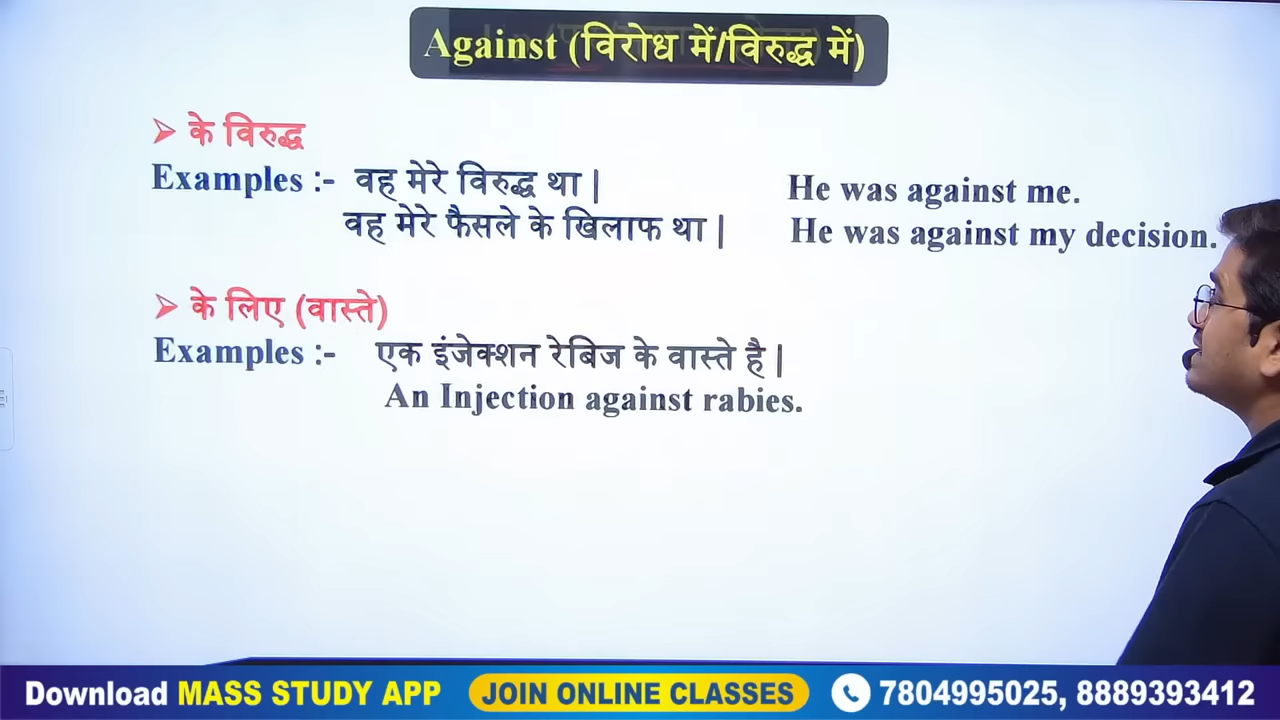 Against (विरोध में/विरुद्ध में)
➢ के विरुद्ध
Examples :- वह मेरे विरुद्ध था | He was against me.
वह मेरे फैसले के खिलाफ था | He was against my decision.
➢ के लिए (वास्ते)
Examples :- एक इंजेक्शन रेबिज के वास्ते है |
An Injection against rabies.
Download MASS STUDY APP JOIN ONLINE CLASSES 7804995025, 8889393412